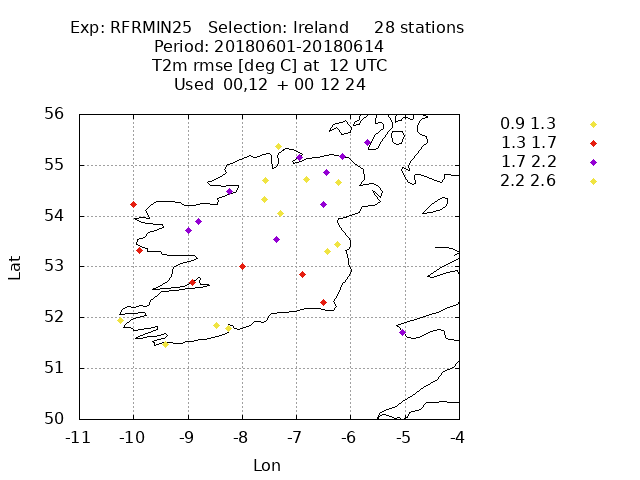 Exp: RFRMIN25 Selection: Ireland 28 stations
Period: 20180601-20180614
T2m rmse [deg C] at 12 UTC
Used 00,12 + 00 12 24
0.9 1.3
1.3 1.7
1.7 2.2
2.2 2.6
56
55
54
53
52
51
50
Lat
-11 -10 -9 -8 -7 -6 -5 -4
Lon